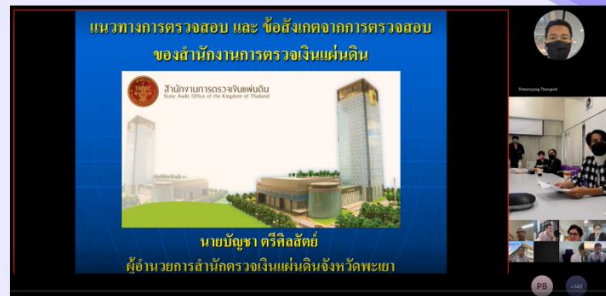 แนวทางการตรวจสอบ และ ข้อสังเกตจากการตรวจสอบ
ของสำนักงานการตรวจเงินแผ่นดิน
สำนักงานการตรวจเงินแผ่นดิน
State Audit Office of the Kingdom of Thailand
นายบัญชา ตรีศิลสัตย์
ผู้อำนวยการสำนักตรวจเงินแผ่นดินจังหวัดพะเยา
PB
+143